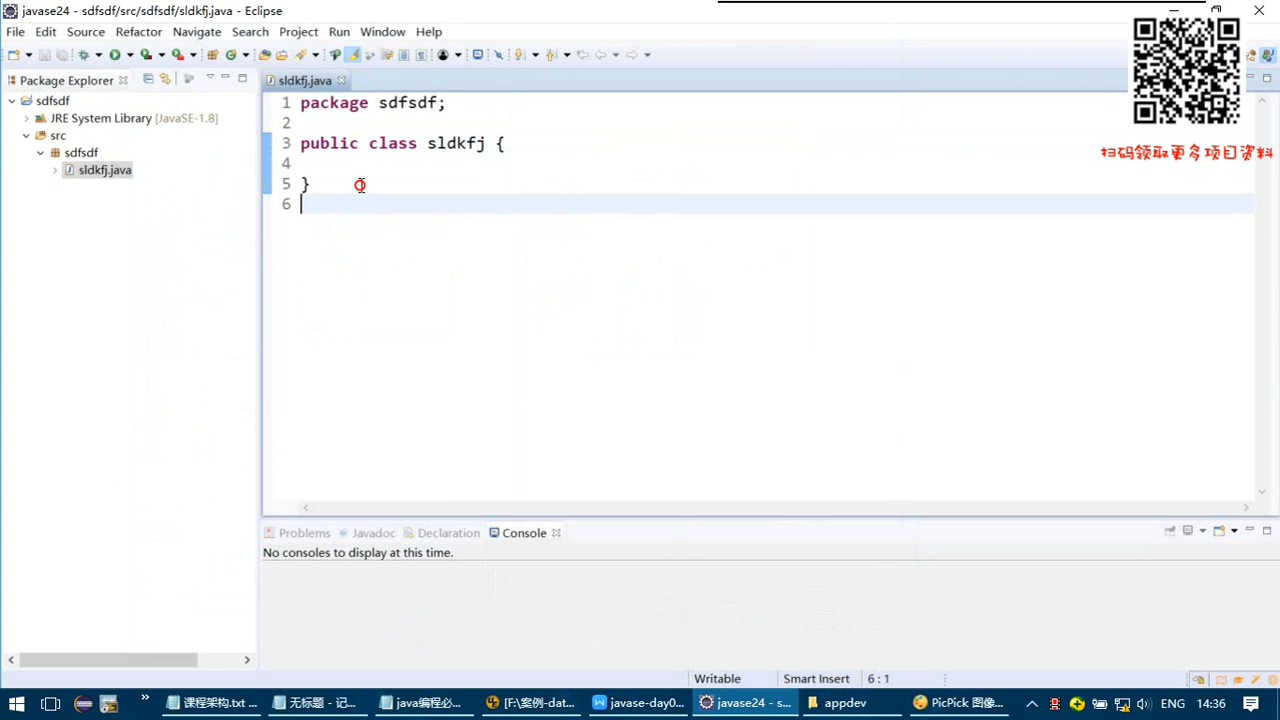 javase24 - sdfsdf/src/sdfsdf/sldkfj.java - Eclipse
File Edit Source Refactor Navigate Search Project Run Window Help
Package Explorer
sldkfj.java
扫码领取更多项目资料
sdfsdf
JRE System Library [JavaSE-1.8]
src
sdfsdf
sldkfj.java
1 package sdfsdf;
2
3 public class sldkfj {
4
5 }
6
Problems Javadoc Declaration Console
No consoles to display at this time.
Writable Smart Insert 6 : 1
课程架构.txt ... 无标题 - 记... java编程必... [F:\案例-dat... javase-day0... javase24 - s... appdev PicPick 图像... ENG 14:36